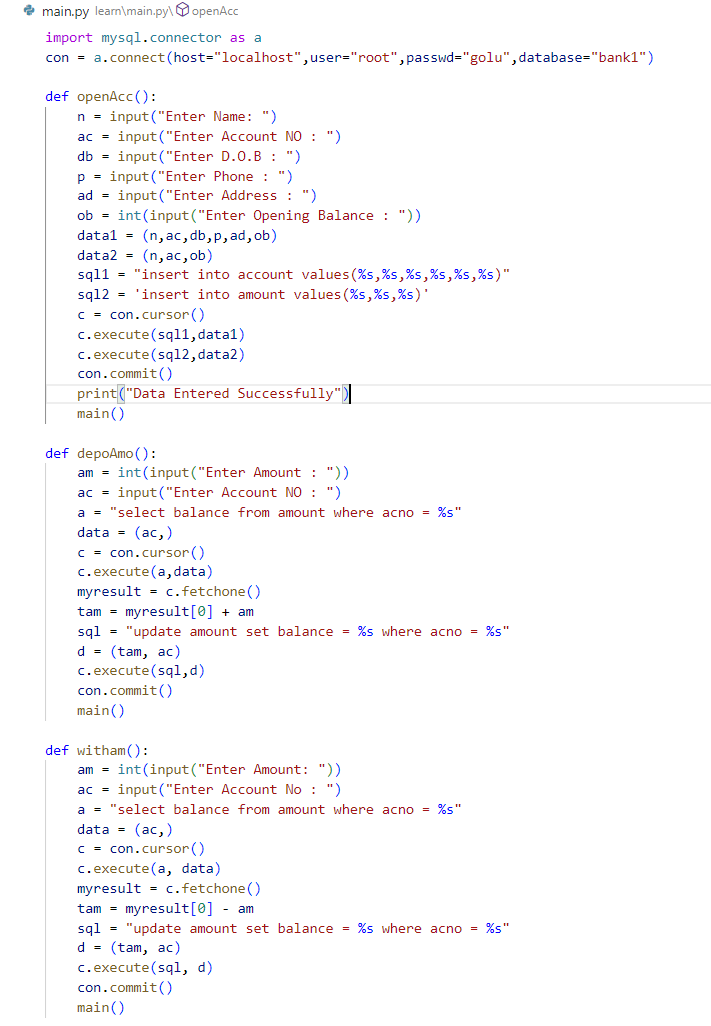 main.py learn\main.py\ openAcc
import mysql.connector as a
con = a.connect(host="localhost",user="root",passwd="golu",database="bank1")
def openAcc():
n = input("Enter Name: ")
ac = input("Enter Account NO : ")
db = input("Enter D.O.B : ")
p = input("Enter Phone : ")
ad = input("Enter Address : ")
ob = int(input("Enter Opening Balance : "))
data1 = (n,ac,db,p,ad,ob)
data2 = (n,ac,ob)
sql1 = "insert into account values(%s,%s,%s,%s,%s,%s)"
sql2 = 'insert into amount values(%s,%s,%s)'
c = con.cursor()
c.execute(sql1,data1)
c.execute(sql2,data2)
con.commit()
print("Data Entered Successfully")
main()
def depoAmo():
am = int(input("Enter Amount : "))
ac = input("Enter Account NO : ")
a = "select balance from amount where acno = %s"
data = (ac,)
c = con.cursor()
c.execute(a,data)
myresult = c.fetchone()
tam = myresult[0] + am
sql = "update amount set balance = %s where acno = %s"
d = (tam, ac)
c.execute(sql,d)
con.commit()
main()
def witham():
am = int(input("Enter Amount: "))
ac = input("Enter Account No : ")
a = "select balance from amount where acno = %s"
data = (ac,)
c = con.cursor()
c.execute(a, data)
myresult = c.fetchone()
tam = myresult[0] - am
sql = "update amount set balance = %s where acno = %s"
d = (tam, ac)
c.execute(sql, d)
con.commit()
main()